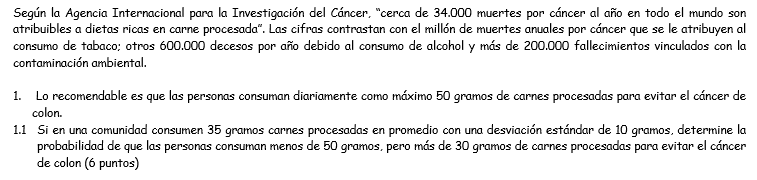 Según la Agencia Internacional para la Investigación del Cáncer, "cerca de 34.000 muertes por cáncer al año en todo el mundo son
atribuibles a dietas ricas en carne procesada". Las cifras contrastan con el millón de muertes anuales por cáncer que se le atribuyen al
consumo de tabaco; otros 600.000 decesos por año debido al consumo de alcohol y más de 200.000 fallecimientos vinculados con la
contaminación ambiental.
1. Lo recomendable es que las personas consuman diariamente como máximo 50 gramos de carnes procesadas para evitar el cáncer de
colon.
1.1 Si en una comunidad consumen 35 gramos carnes procesadas en promedio con una desviación estándar de 10 gramos, determine la
probabilidad de que las personas consuman menos de 50 gramos, pero más de 30 gramos de carnes procesadas para evitar el cáncer
de colon (6 puntos)